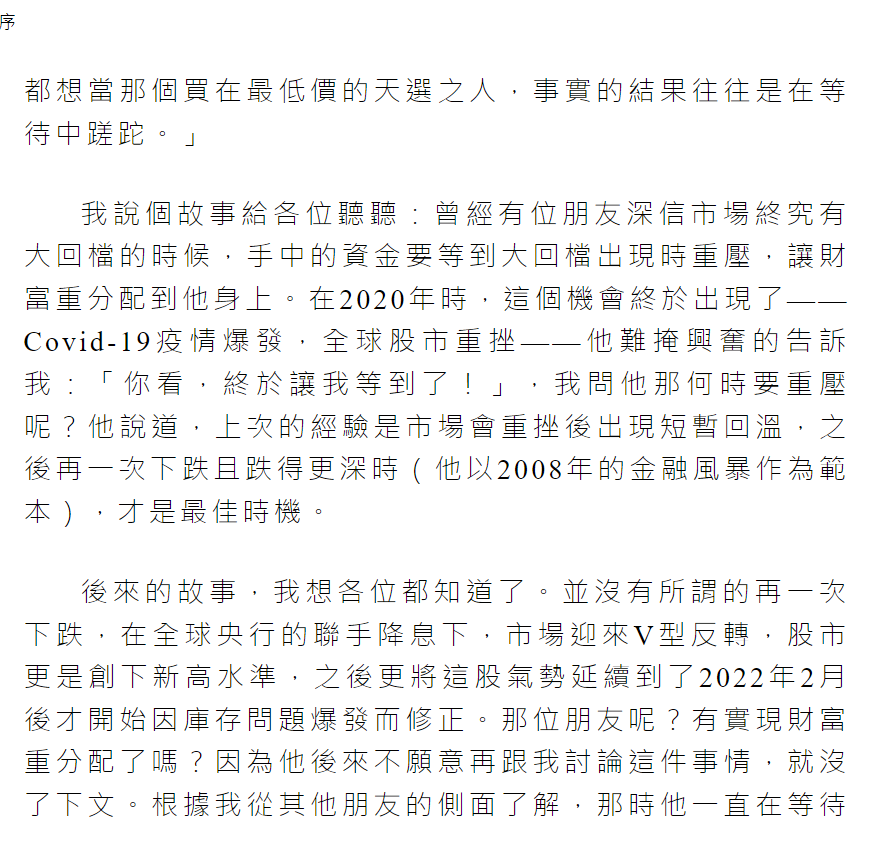 序
都想當那個買在最低價的天選之人，事實的結果往往是在等
待中蹉跎。」
我說個故事給各位聽聽：曾經有位朋友深信市場終究有
大回檔的時候，手中的資金要等到大回檔出現時重壓，讓財
富重分配到他身上。在2020年時，這個機會終於出現了——
Covid-19疫情爆發，全球股市重挫——他難掩興奮的告訴
我：「你看，終於讓我等到了！」，我問他那何時要重壓
呢？他說道，上次的經驗是市場會重挫後出現短暫回溫，之
後再一次下跌且跌得更深時（他以2008年的金融風暴作為範
本），才是最佳時機。
後來的故事，我想各位都知道了。並沒有所謂的再一次
下跌，在全球央行的聯手降息下，市場迎來V型反轉，股市
更是創下新高水準，之後更將這股氣勢延續到了2022年2月
後才開始因庫存問題爆發而修正。那位朋友呢？有實現財富
重分配了嗎？因為他後來不願意再跟我討論這件事情，就沒
了下文。根據我從其他朋友的側面了解，那時他一直在等待